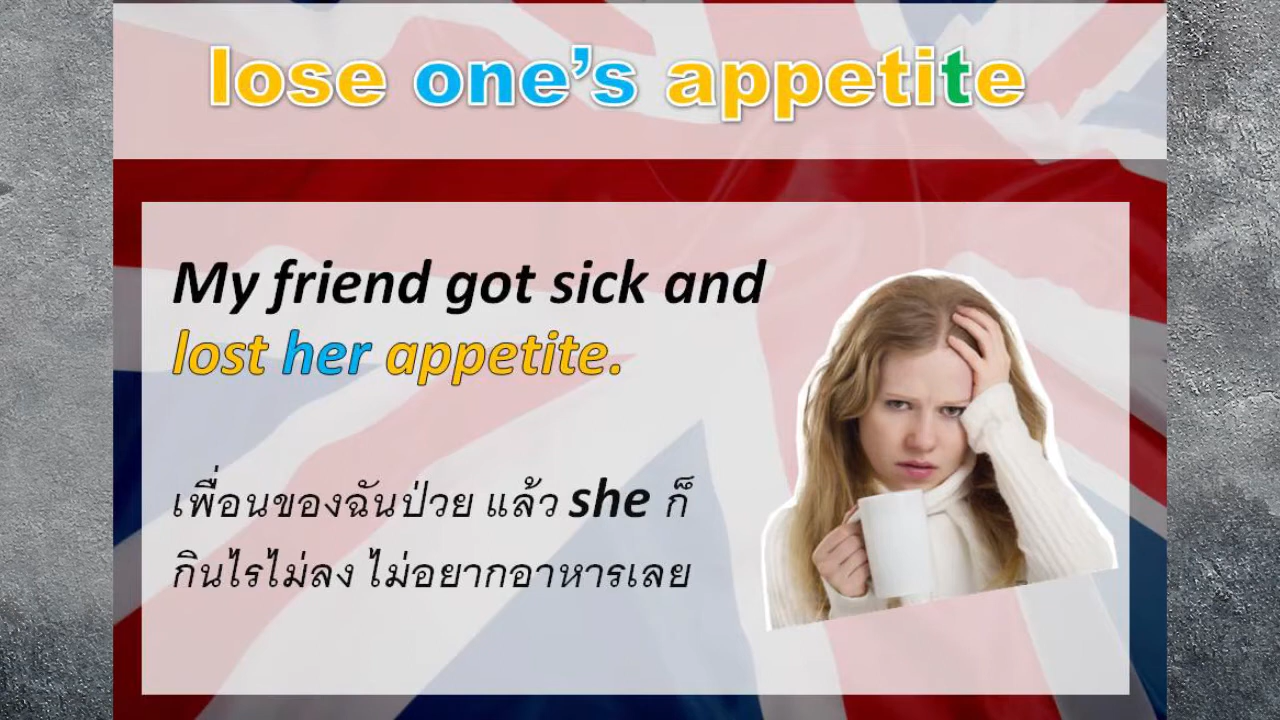 lose one's appetite
My friend got sick and
lost her appetite.
เพื่อนของฉันป่วย แล้ว she ก็
กินไรไม่ลง ไม่อยากอาหารเลย